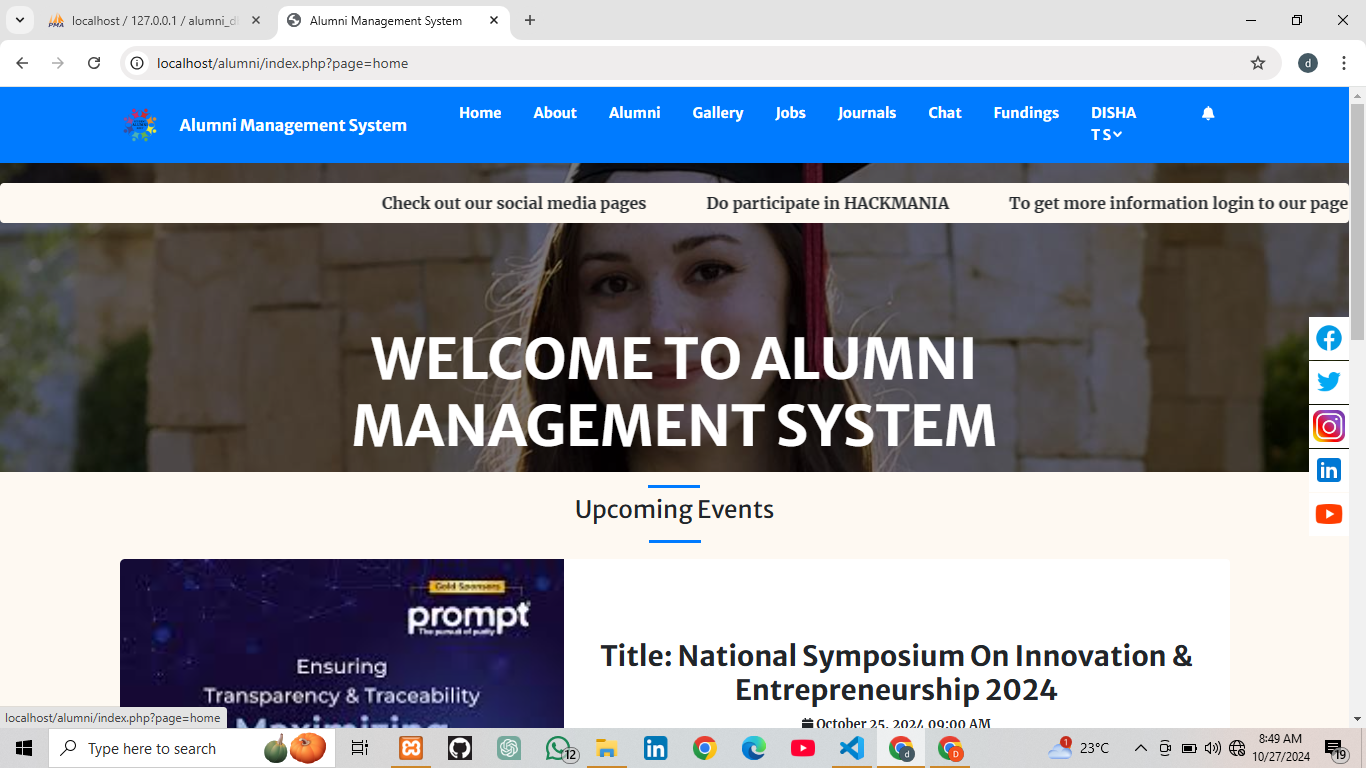 localhost / 127.0.0.1 / alumni_d
Alumni Management System
localhost/alumni/index.php?page=home
d
Alumni Management System
Home About Alumni Gallery Jobs Journals Chat Fundings DISHA
T S
Check out our social media pages Do participate in HACKMANIA To get more information login to our page
WELCOME TO ALUMNI
MANAGEMENT SYSTEM
Upcoming Events
Gold Sponsors
prompt
The pursuit of purity
Ensuring
Transparency & Traceability
Maximizing
Title: National Symposium On Innovation &
Entrepreneurship 2024
October 25, 2024 09:00 AM
localhost/alumni/index.php?page=home
Type here to search
12
d
D
1
23°C
8:49 AM
10/27/2024
19